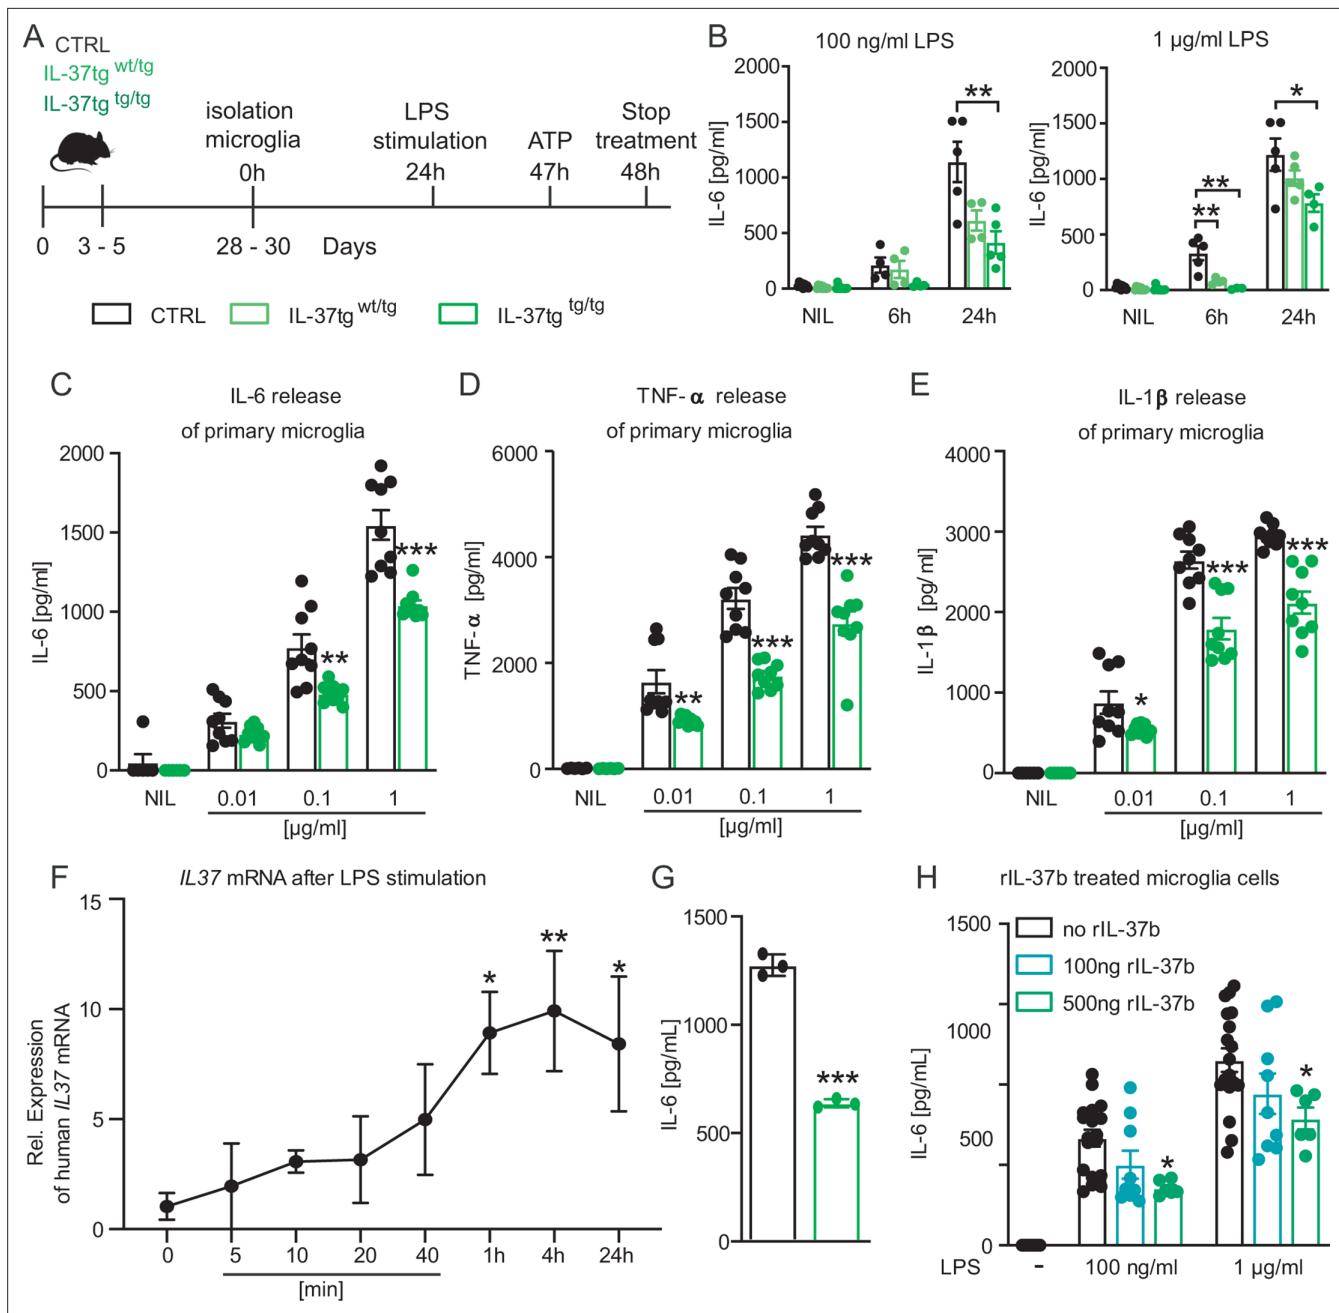 A
CTRL
IL-37tg wt/tg
IL-37tg tg/tg
isolation
microglia
0h
LPS
stimulation
24h
ATP
47h
Stop
treatment
48h
0
3 - 5
28 - 30
Days
CTRL
IL-37tg wt/tg
IL-37tg tg/tg
B
100 ng/ml LPS
IL-6 [pg/ml]
2000
1500
1000
500
0
**
NIL
6h
24h
1 µg/ml LPS
IL-6 [pg/ml]
2000
1500
1000
500
0
**
**
*
NIL
6h
24h
C
IL-6 release
of primary microglia
IL-6 [pg/ml]
2000
1500
1000
500
0
**
***
NIL
0.01
0.1
1
[µg/ml]
D
TNF- α release
of primary microglia
TNF- α [pg/ml]
6000
4000
2000
0
**
***
***
NIL
0.01
0.1
1
[µg/ml]
E
IL-1β release
of primary microglia
IL-1β [pg/ml]
4000
3000
2000
1000
0
*
***
***
NIL
0.01
0.1
1
[µg/ml]
F
IL37 mRNA after LPS stimulation
Rel. Expression
of human IL37 mRNA
15
10
5
0
*
**
*
0
5
10
20
40
1h
4h
24h
[min]
G
IL-6 [pg/mL]
1500
1000
500
0
***
H
rIL-37b treated microglia cells
no rIL-37b
100ng rIL-37b
500ng rIL-37b
IL-6 [pg/mL]
1500
1000
500
0
*
*
LPS
-
100 ng/ml
1 µg/ml